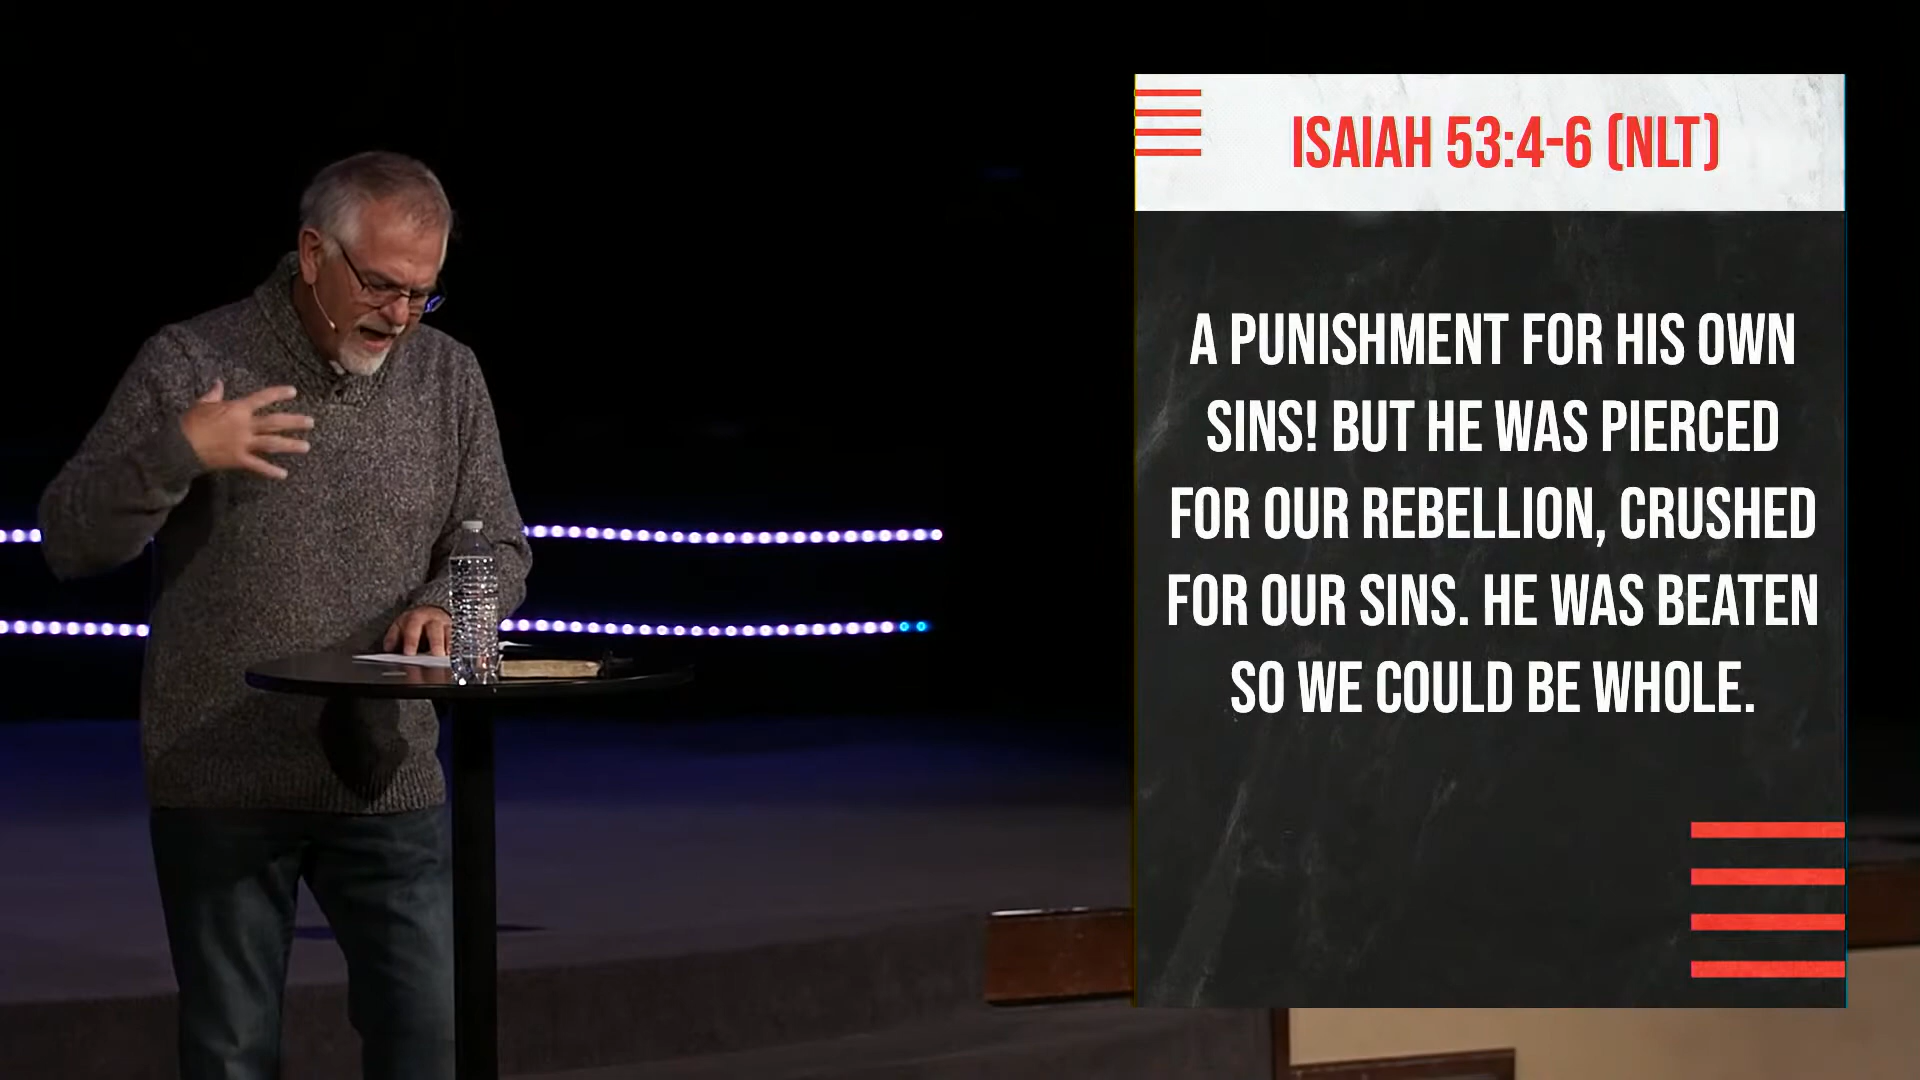 ISAIAH 53:4-6 (NLT)
A PUNISHMENT FOR HIS OWN
SINS! BUT HE WAS PIERCED
FOR OUR REBELLION, CRUSHED
FOR OUR SINS. HE WAS BEATEN
SO WE COULD BE WHOLE.